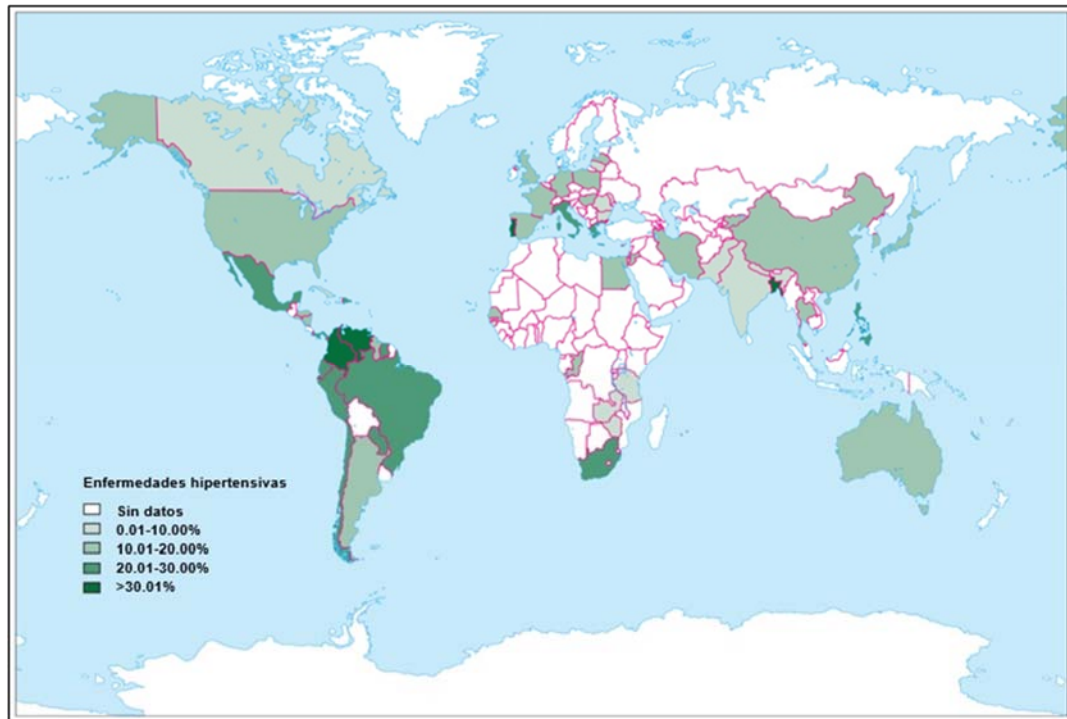 Enfermedades hipertensivas
Sin datos
0.01-10.00%
10.01-20.00%
20.01-30.00%
>30.01%